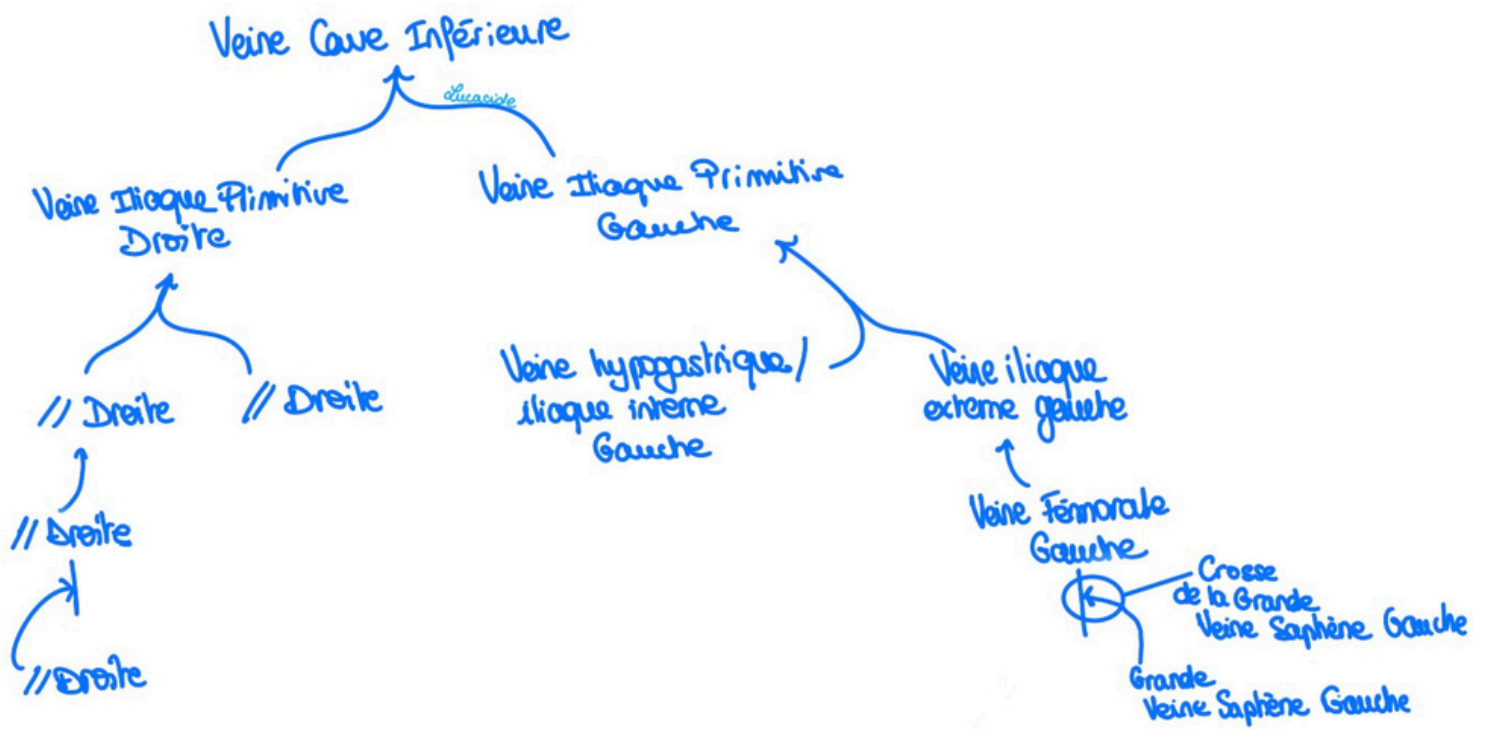 Veine Cave Inférieure
Lucaside
Veine Iliaque Primitive
Droite
Veine Iliaque Primitive
Gauche
// Droite
// Droite
Veine hypogastrique/
iliaque interne
Gauche
Veine iliaque
externe gauche
// Droite
Veine Fémorale
Gauche
Crosse
de la Grande
Veine Saphène Gauche
// Droite
Grande
Veine Saphène Gauche